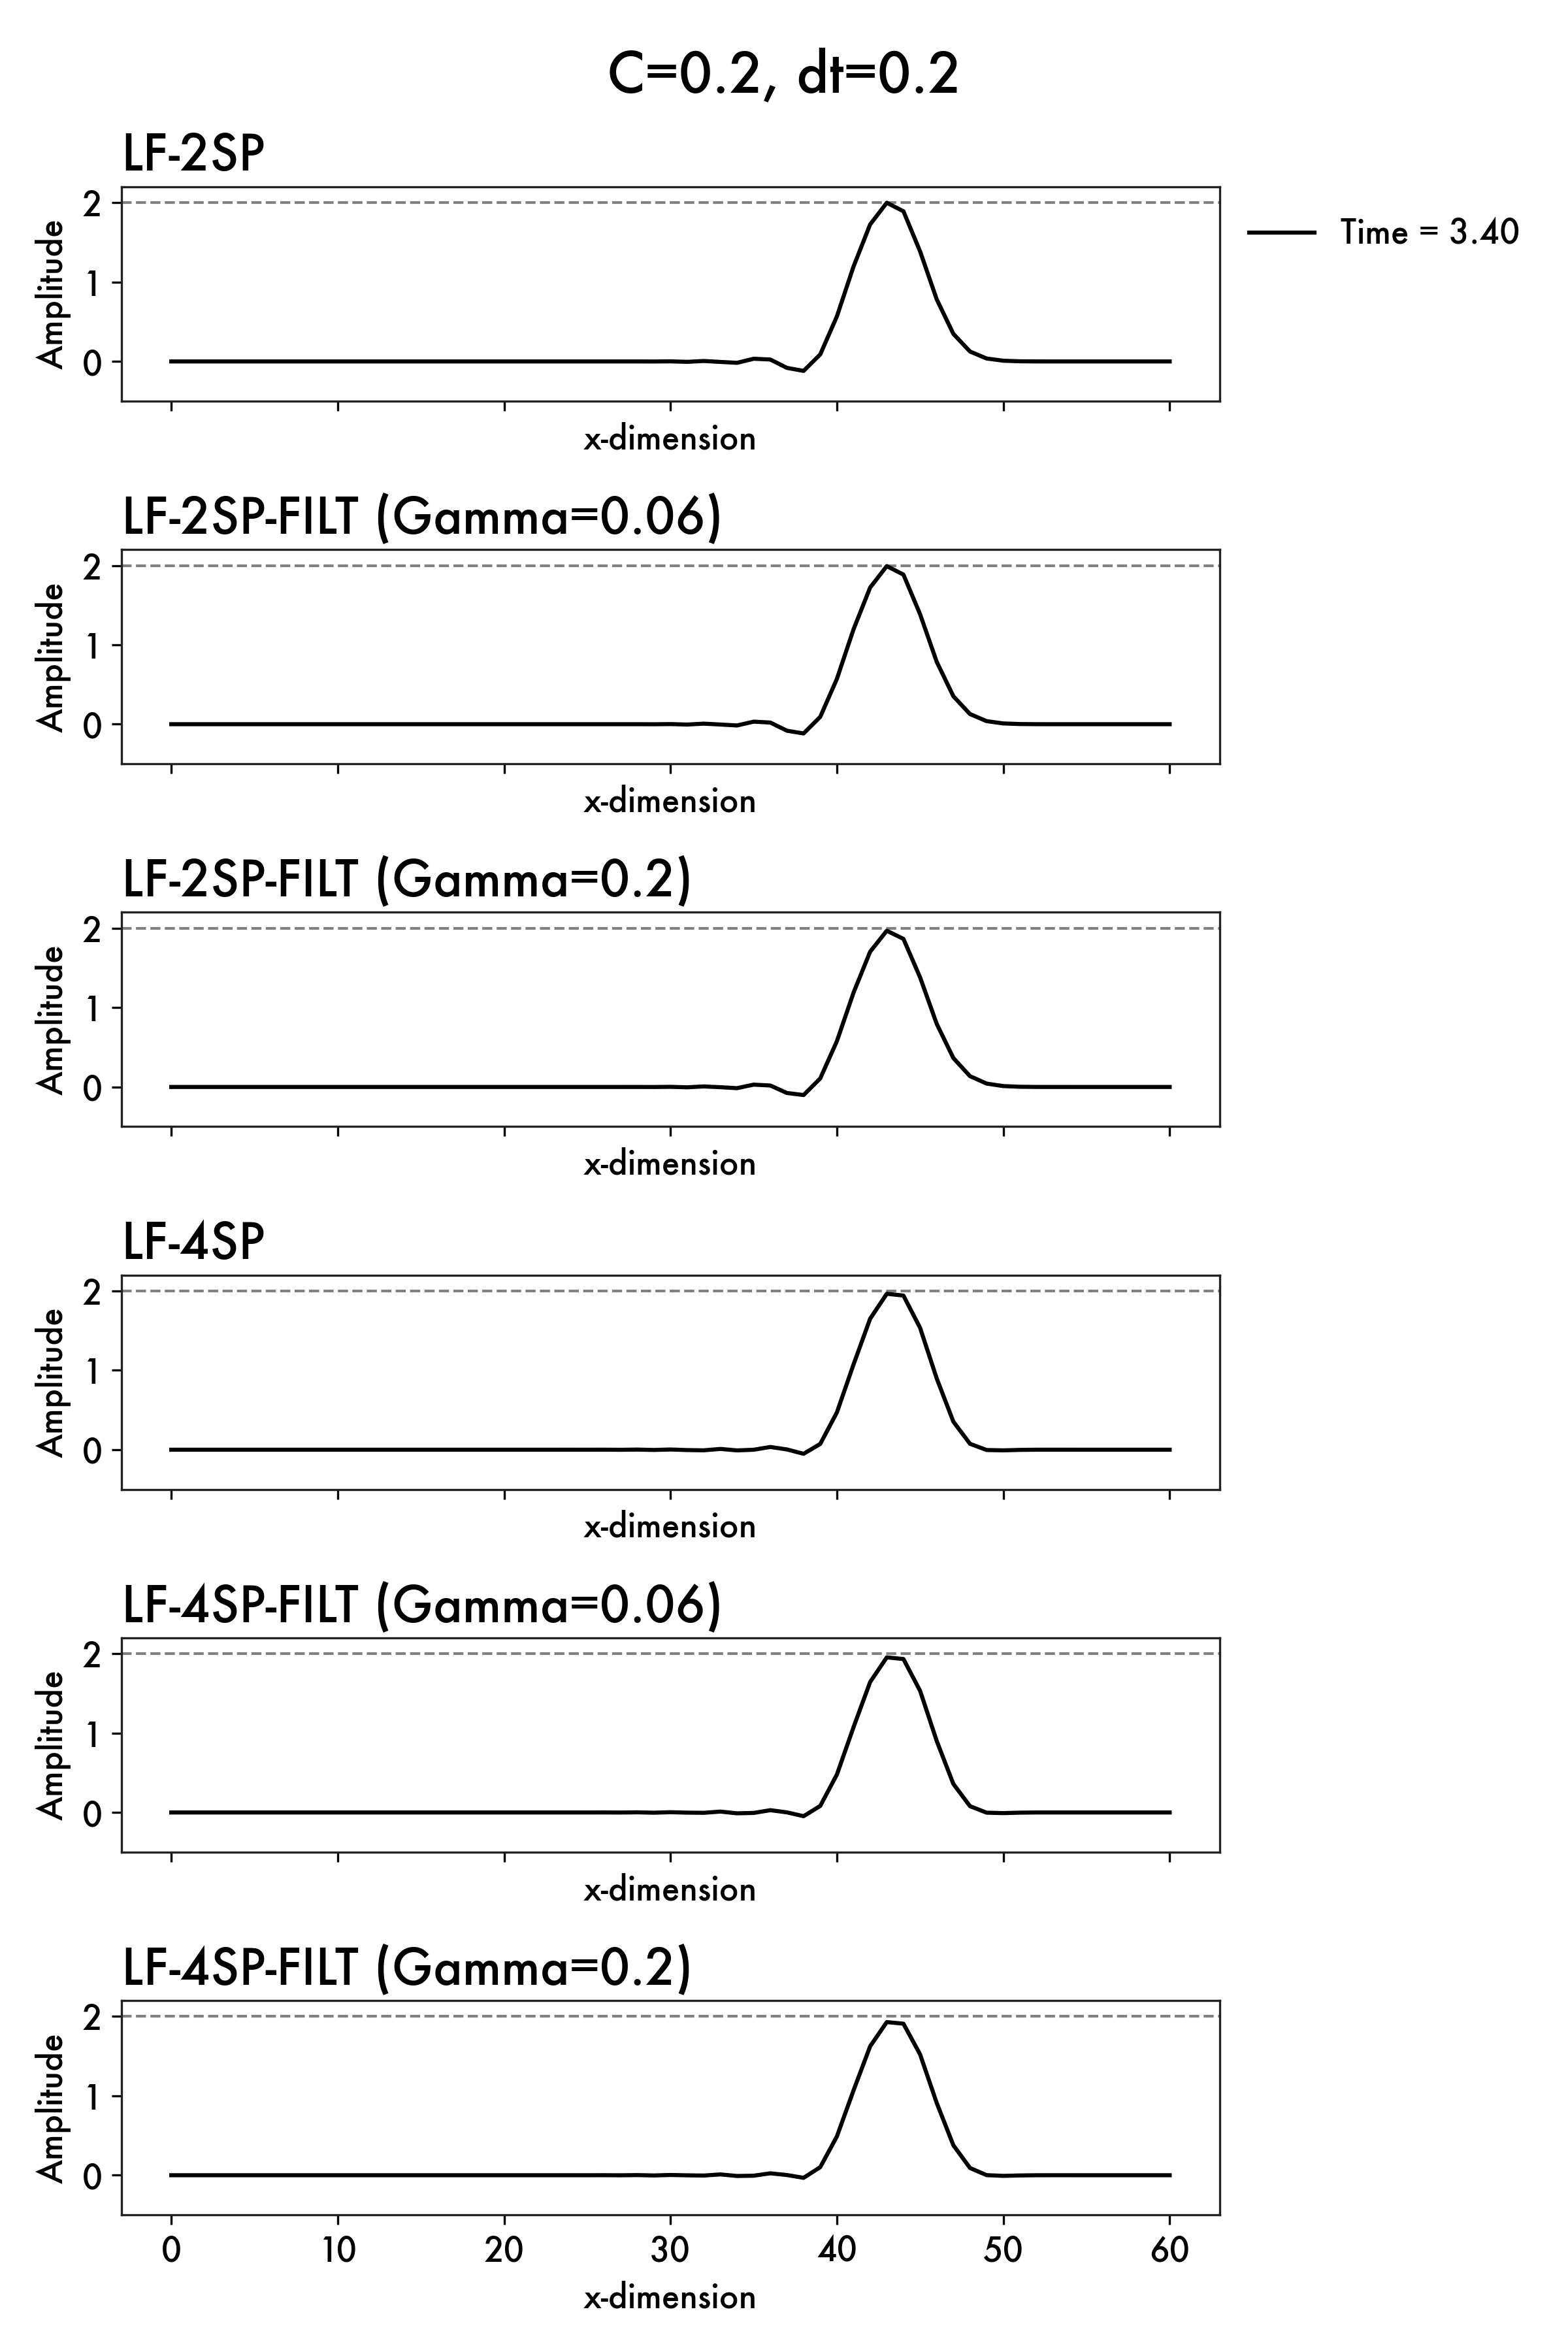 C=0.2, dt=0.2
LF-2SP
2
1
0
Amplitude
x-dimension
Time = 3.40
LF-2SP-FILT (Gamma=0.06)
2
1
0
Amplitude
x-dimension
LF-2SP-FILT (Gamma=0.2)
2
1
0
Amplitude
x-dimension
LF-4SP
2
1
0
Amplitude
x-dimension
LF-4SP-FILT (Gamma=0.06)
2
1
0
Amplitude
x-dimension
LF-4SP-FILT (Gamma=0.2)
2
1
0
Amplitude
0 10 20 30 40 50 60
x-dimension